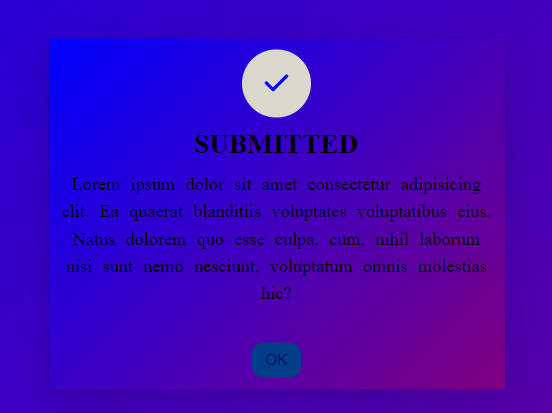 SUBMITTED
Lorem ipsum dolor sit amet consectetur adipisicing
elit. Ea quaerat blanditiis voluptates voluptatibus eius.
Natus dolorem quo esse culpa, cum, nihil laborum
nisi sunt nemo nesciunt, voluptatum omnis molestias
hic?
OK